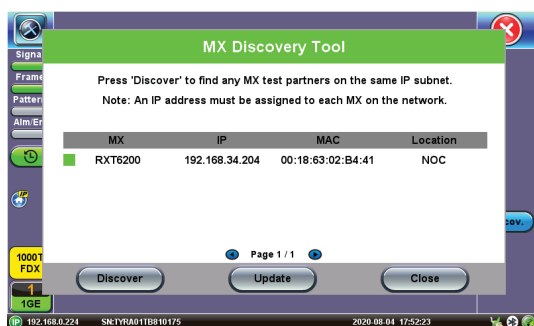 MX Discovery Tool
Signa
Frame
Press 'Discover' to find any MX test partners on the same IP subnet.
Note: An IP address must be assigned to each MX on the network.
Patter
Alm/Er
MX IP MAC Location
RXT6200 192.168.34.204 00:18:63:02:B4:41 NOC
IP
cov.
Page 1 / 1
1000T
FDX
Discover Update Close
1
1GE
IP 192.168.0.224 SN:TYRA01TB810175 2020-08-04 17:52:23